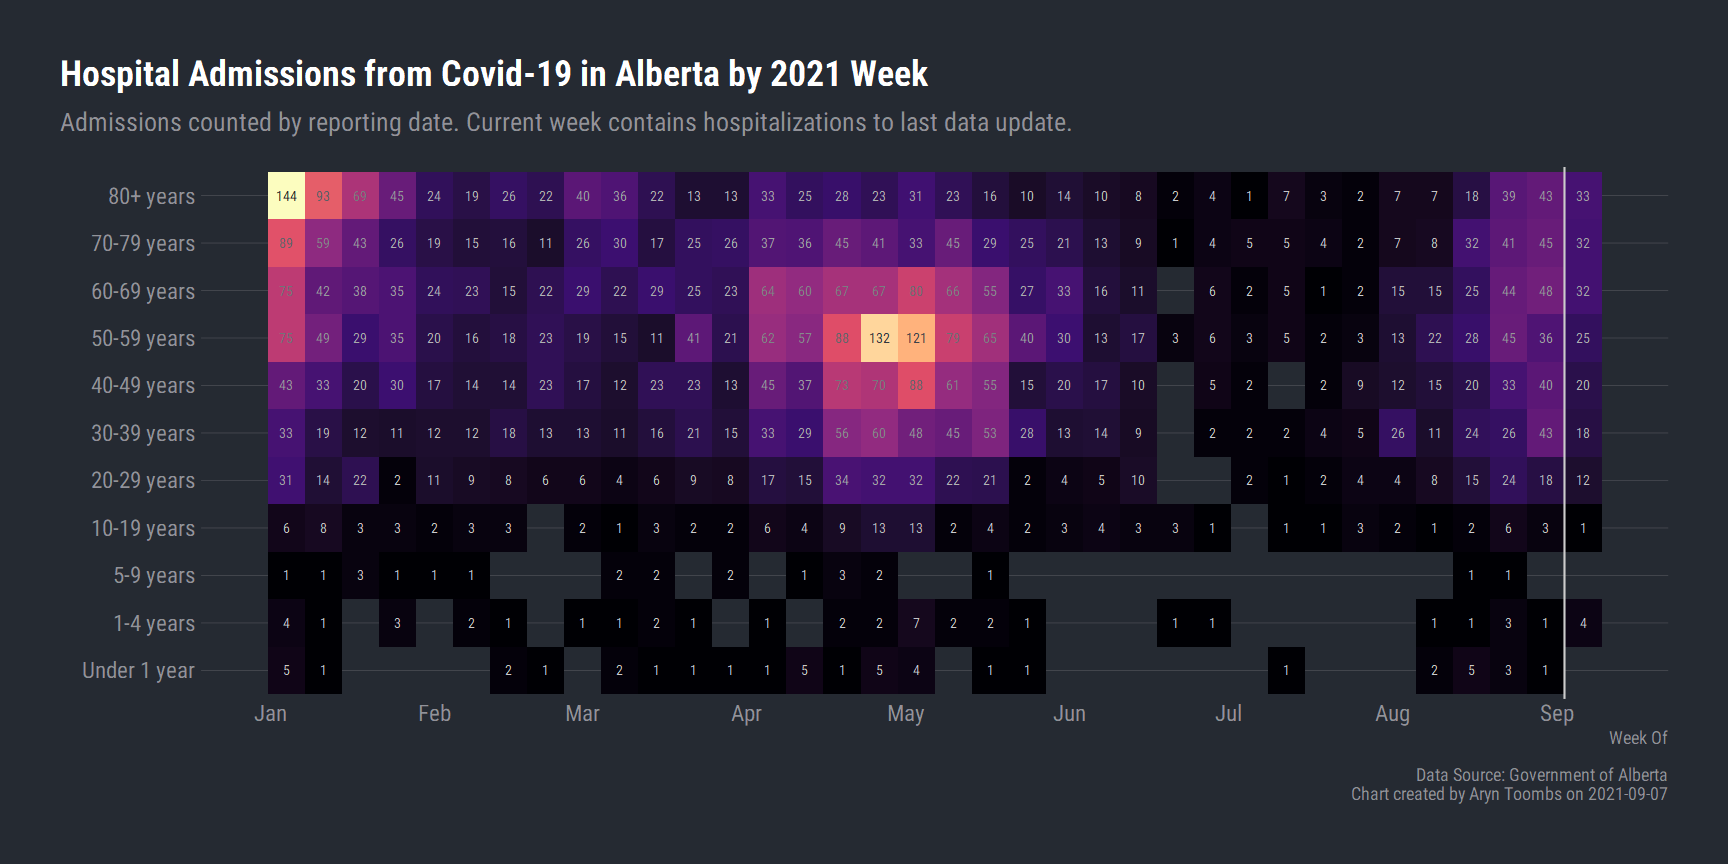 Hospital Admissions from Covid-19 in Alberta by 2021 Week
Admissions counted by reporting date. Current week contains hospitalizations to last data update.
80+ years 144 93 69 45 24 19 26 22 40 36 22 13 13 33 25 28 23 31 23 16 10 14 10 8 2 4 1 7 3 2 7 7 18 39 43 33
70-79 years 89 59 43 26 19 15 16 11 26 30 17 25 26 37 36 45 41 33 45 29 25 21 13 9 1 4 5 5 4 2 7 8 32 41 45 32
60-69 years 75 42 38 35 24 23 15 22 29 22 29 25 23 64 60 67 67 66 55 27 33 16 11 6 2 5 1 2 15 15 25 44 48 32
50-59 years 75 49 29 35 20 16 18 23 19 15 11 41 21 62 57 88 132 121 79 65 40 30 13 17 3 6 3 5 2 3 13 22 28 45 36 25
40-49 years 43 33 20 30 17 14 14 23 17 12 23 23 13 45 37 73 70 88 61 55 15 20 17 10 5 2 2 9 12 15 20 33 40 20
30-39 years 33 19 12 11 12 12 18 13 13 11 16 21 15 33 29 56 60 48 45 53 28 13 14 9 2 2 2 4 5 26 11 24 26 43 18
20-29 years 31 14 22 2 11 9 8 6 6 4 6 9 8 17 15 34 32 32 22 21 2 4 5 10 2 1 2 4 4 8 15 24 18 12
10-19 years 6 8 3 3 2 3 3 2 1 3 2 2 6 4 9 13 13 2 4 2 3 4 3 3 1 1 1 3 2 1 2 6 3 1
5-9 years 1 1 3 1 1 1 2 2 2 1 3 2 1 1 1
1-4 years 4 1 3 2 1 1 1 2 1 1 2 2 7 2 2 1 1 1 1 1 3 1 4
Under 1 year 5 1 2 1 2 1 1 1 1 5 1 5 4 1 1 1 2 5 3 1
Jan Feb Mar Apr May Jun Jul Aug Sep
Week Of
Data Source: Government of Alberta
Chart created by Aryn Toombs on 2021-09-07